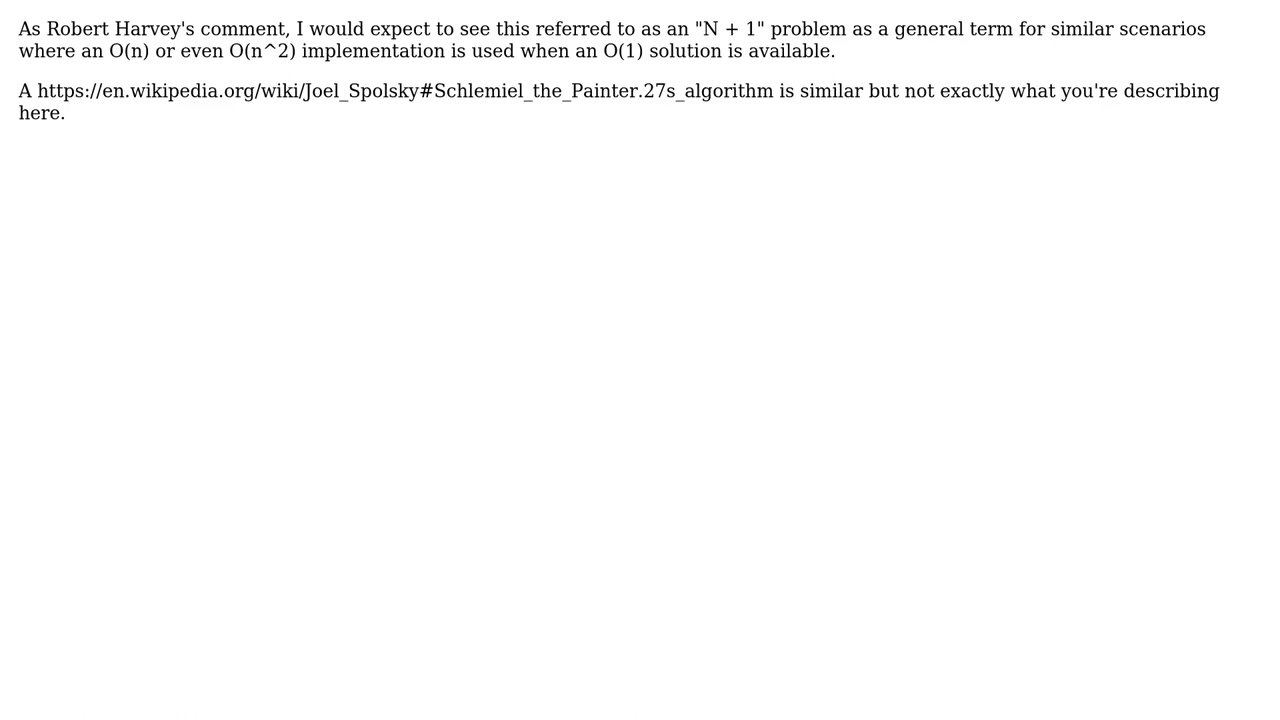 As Robert Harvey's comment, I would expect to see this referred to as an "N + 1" problem as a general term for similar scenarios
where an O(n) or even O(n^2) implementation is used when an O(1) solution is available.
A https://en.wikipedia.org/wiki/Joel_Spolsky#Schlemiel_the_Painter.27s_algorithm is similar but not exactly what you're describing
here.